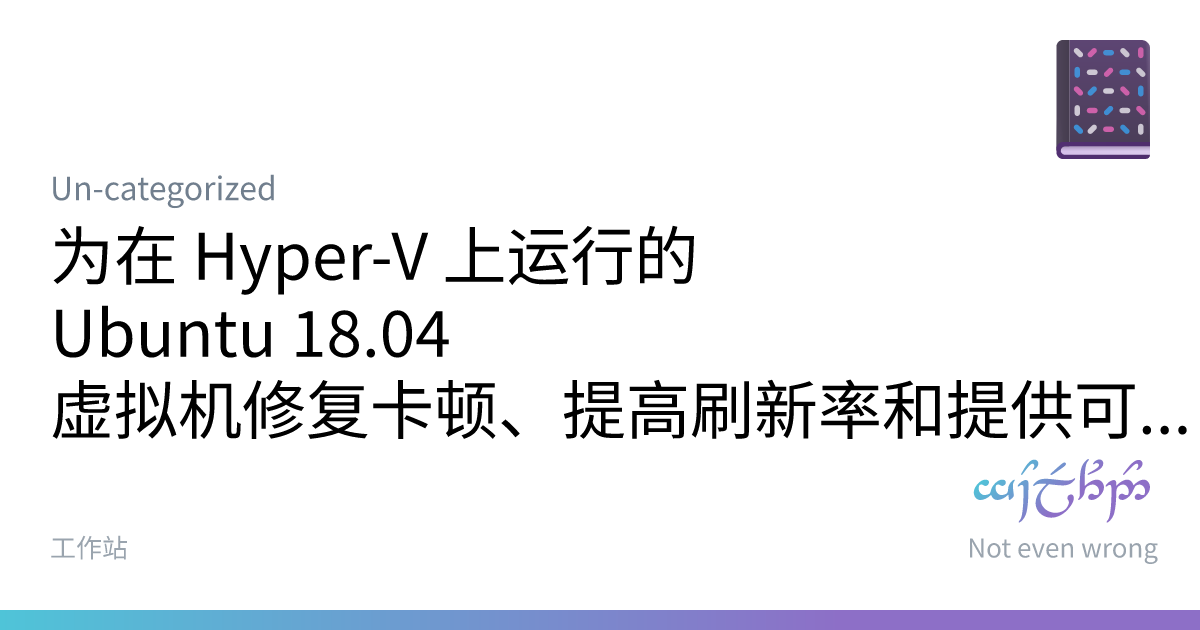 Un-categorized
为在 Hyper-V 上运行的
Ubuntu 18.04
虚拟机修复卡顿、提高刷新率和提供可...
工作站
Not even wrong